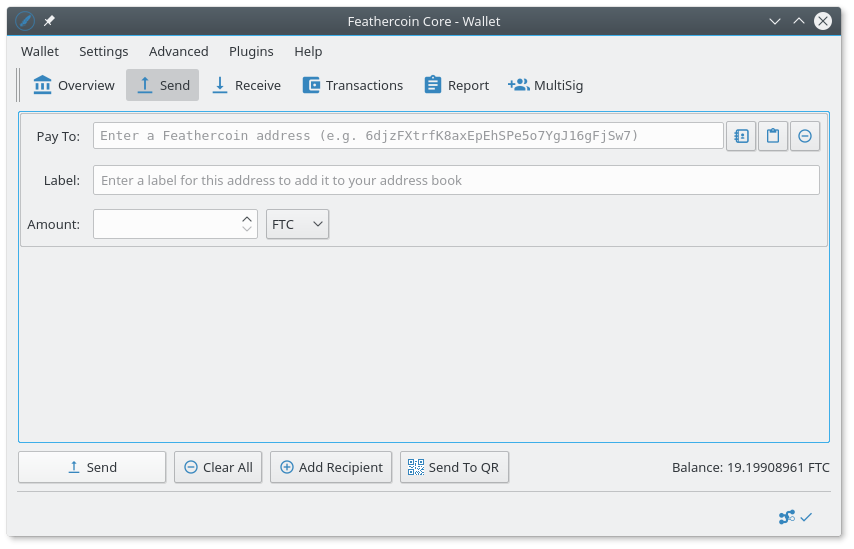 Feathercoin Core - Wallet
Wallet Settings Advanced Plugins Help
Overview Send Receive Transactions Report MultiSig
Pay To: Enter a Feathercoin address (e.g. 6djzFXtrfK8axEpEhSPe5o7YgJ16gFjSw7)
Label: Enter a label for this address to add it to your address book
Amount: FTC
Send Clear All Add Recipient Send To QR Balance: 19.19908961 FTC